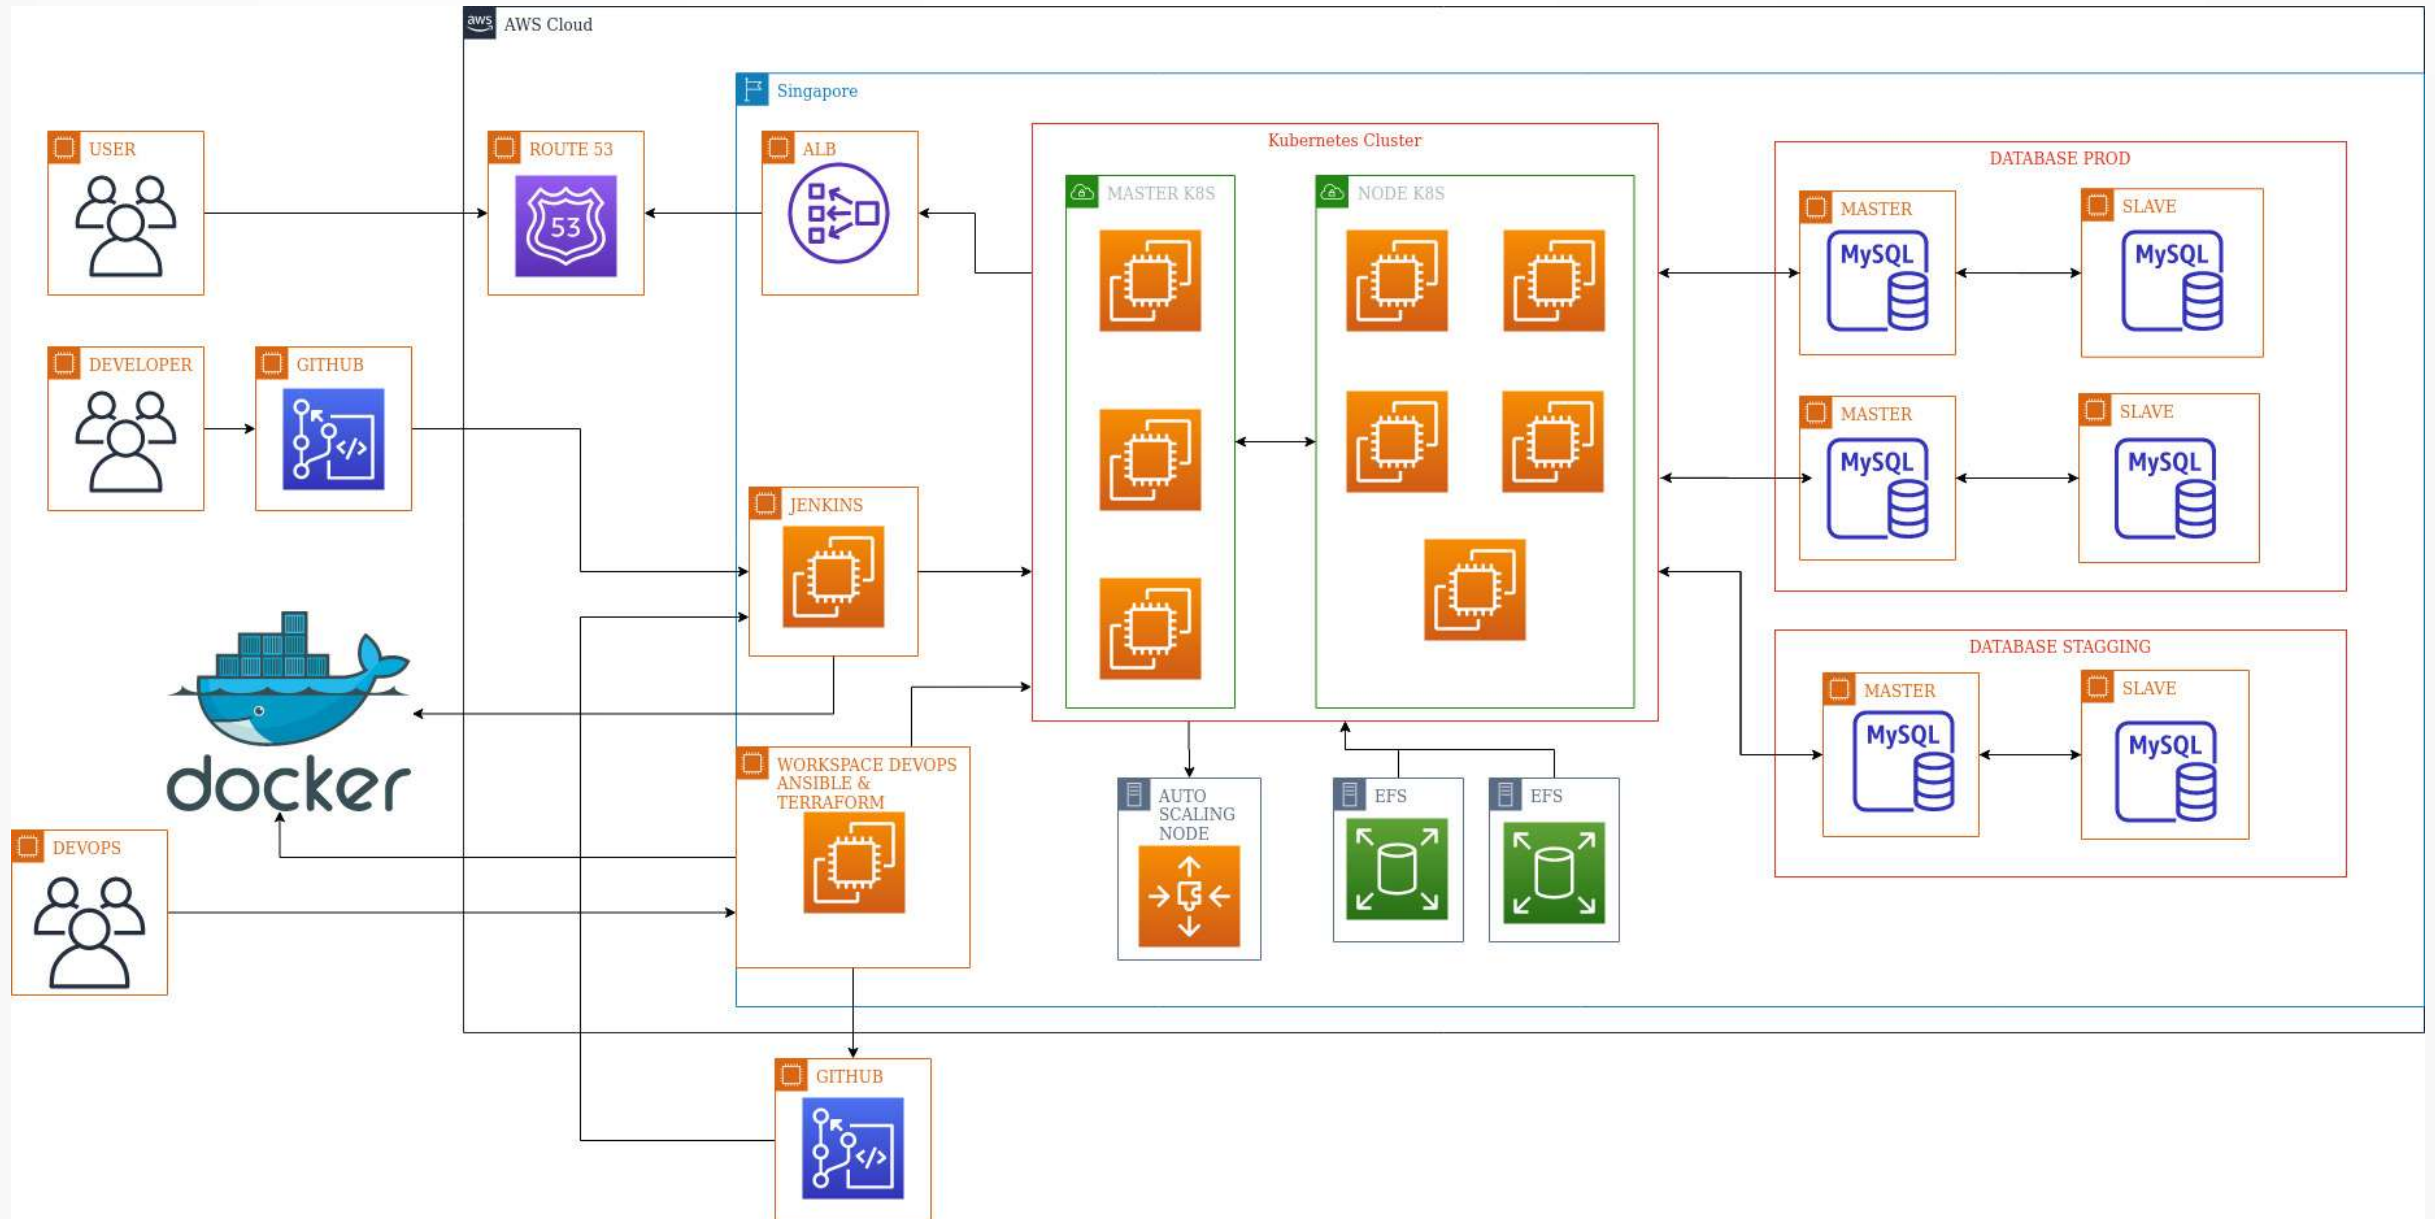 aws
AWS Cloud
Singapore
USER
ROUTE 53
53
ALB
Kubernetes Cluster
MASTER K8S
NODE K8S
DATABASE PROD
MASTER
MySQL
SLAVE
MySQL
DEVELOPER
GITHUB
</>
MASTER
MySQL
SLAVE
MySQL
JENKINS
docker
DATABASE STAGGING
MASTER
MySQL
SLAVE
MySQL
WORKSPACE DEVOPS
ANSIBLE &
TERRAFORM
AUTO
SCALING
NODE
EFS
EFS
DEVOPS
GITHUB
</>